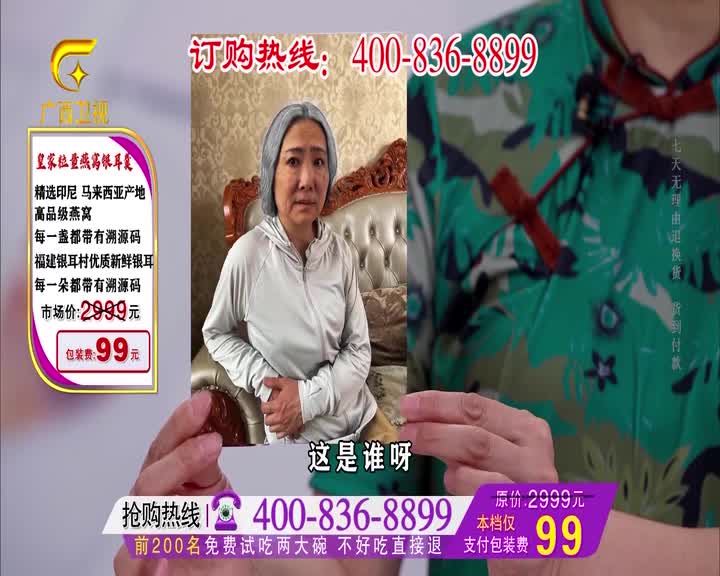 订购热线：400-836-8899
广西卫视
皇家粒量燕窝银耳羹
精选印尼 马来西亚产地
高品级燕窝
每一盏都带有溯源码
福建银耳村优质新鲜银耳
每一朵都带有溯源码
市场价:2999元
包装费:99元
七天无理由退换货 货到付款
这是谁呀
抢购热线 400-836-8899
前200名免费试吃两大碗 不好吃直接退
原价:2999元
本档仅
支付包装费 99元